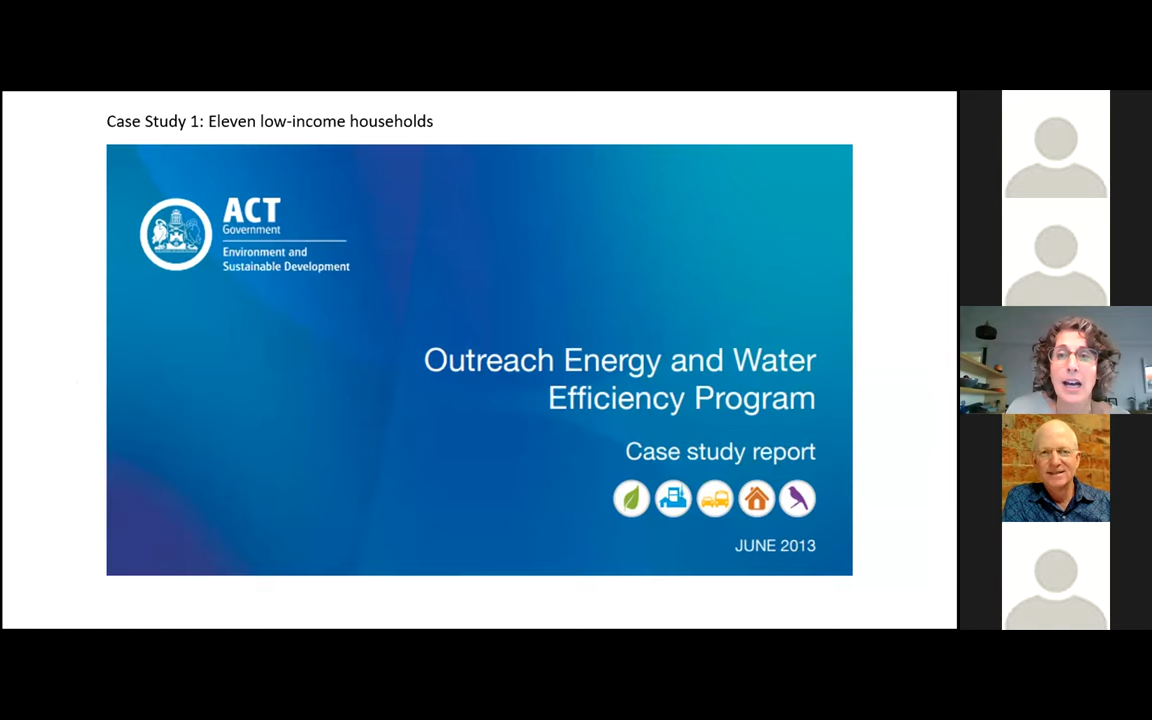 Case Study 1: Eleven low-income households
ACT
Government
Environment and
Sustainable Development
Outreach Energy and Water
Efficiency Program
Case study report
JUNE 2013